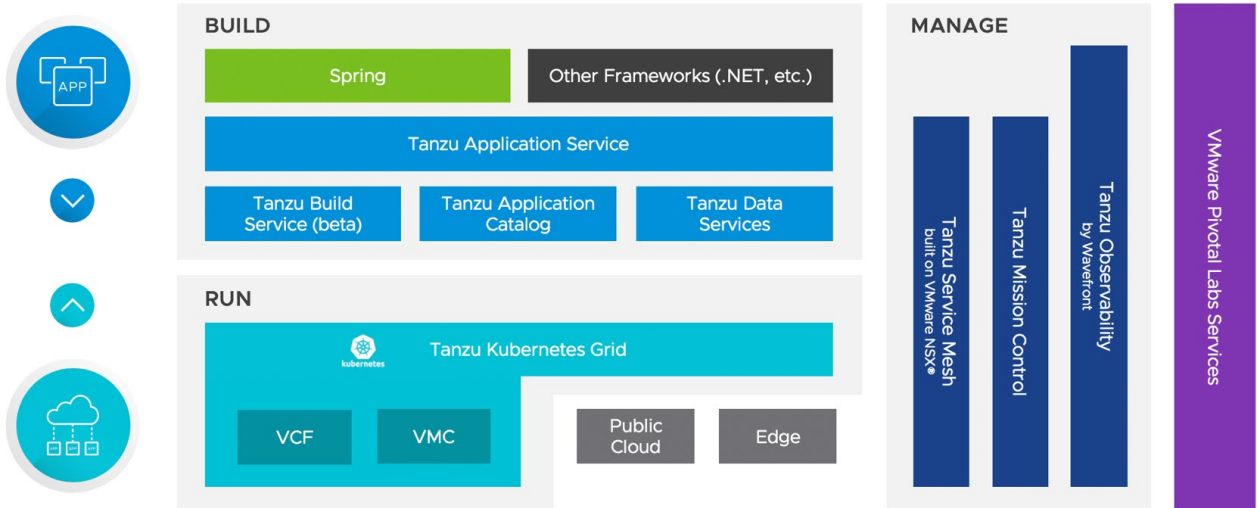 APP
BUILD
Spring
Other Frameworks (.NET, etc.)
Tanzu Application Service
Tanzu Build
Service (beta)
Tanzu Application
Catalog
Tanzu Data
Services
RUN
kubernetes
Tanzu Kubernetes Grid
VCF
VMC
Public
Cloud
Edge
MANAGE
Tanzu Service Mesh
built on VMware NSX®
Tanzu Mission Control
Tanzu Observability
by Wavefront
VMware Pivotal Labs Services